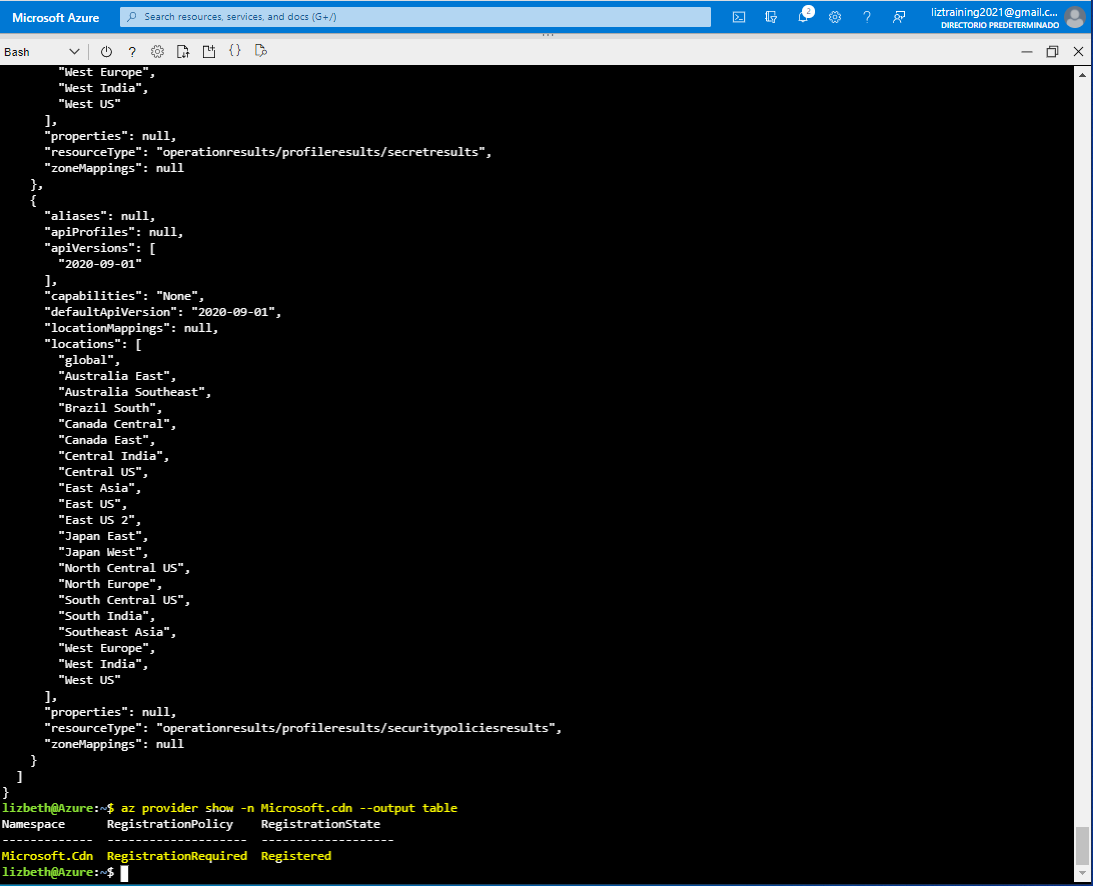 Microsoft Azure
Search resources, services, and docs (G+/)
2
liztraining2021@gmail.c...
DIRECTORIO PREDETERMINADO
Bash
"West Europe",
"West India",
"West US"
],
"properties": null,
"resourceType": "operationresults/profileresults/secretresults",
"zoneMappings": null
},
{
"aliases": null,
"apiProfiles": null,
"apiVersions": [
"2020-09-01"
],
"capabilities": "None",
"defaultApiVersion": "2020-09-01",
"locationMappings": null,
"locations": [
"global",
"Australia East",
"Australia Southeast",
"Brazil South",
"Canada Central",
"Canada East",
"Central India",
"Central US",
"East Asia",
"East US",
"East US 2",
"Japan East",
"Japan West",
"North Central US",
"North Europe",
"South Central US",
"South India",
"Southeast Asia",
"West Europe",
"West India",
"West US"
],
"properties": null,
"resourceType": "operationresults/profileresults/securitypoliciesresults",
"zoneMappings": null
}
]
}
lizbeth@Azure:~$ az provider show -n Microsoft.cdn --output table
Namespace RegistrationPolicy RegistrationState
------------- -------------------- -------------------
Microsoft.Cdn RegistrationRequired Registered
lizbeth@Azure:~$